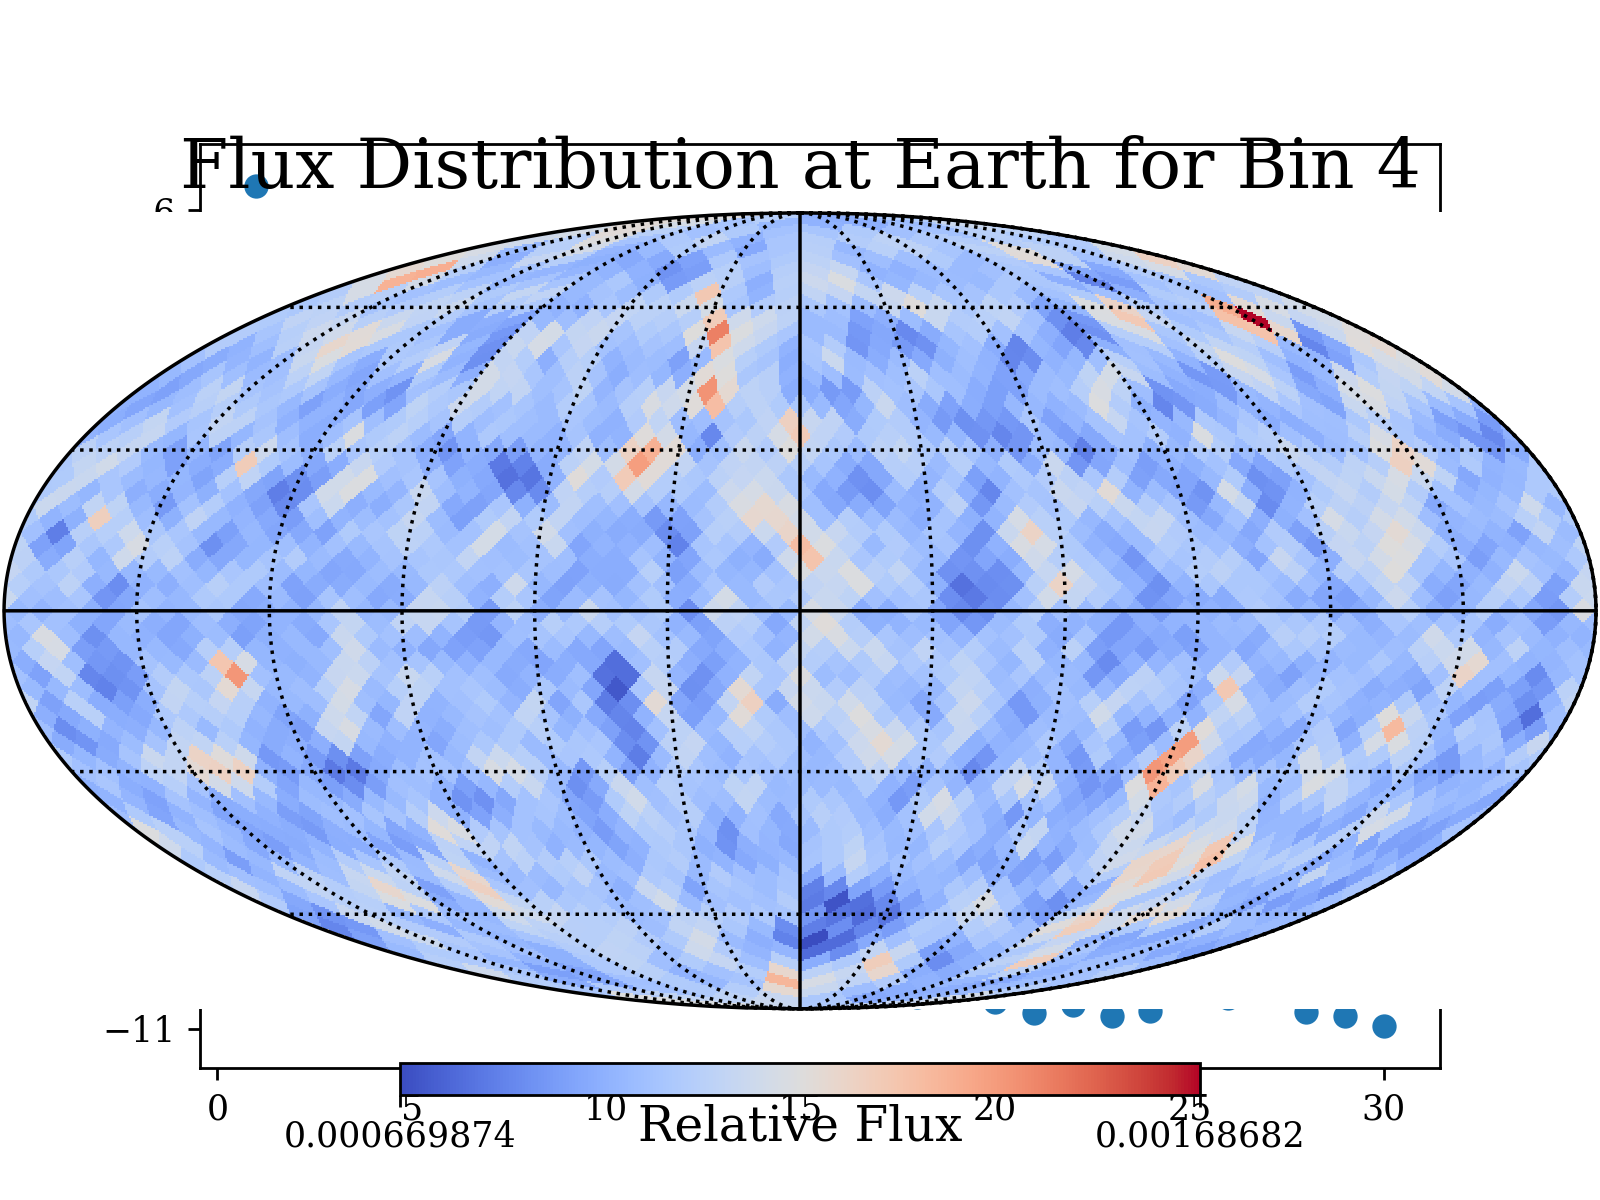 Flux Distribution at Earth for Bin 4
6
−11
0 5 10 15 20 25 30
0.000669874 Relative Flux 0.00168682